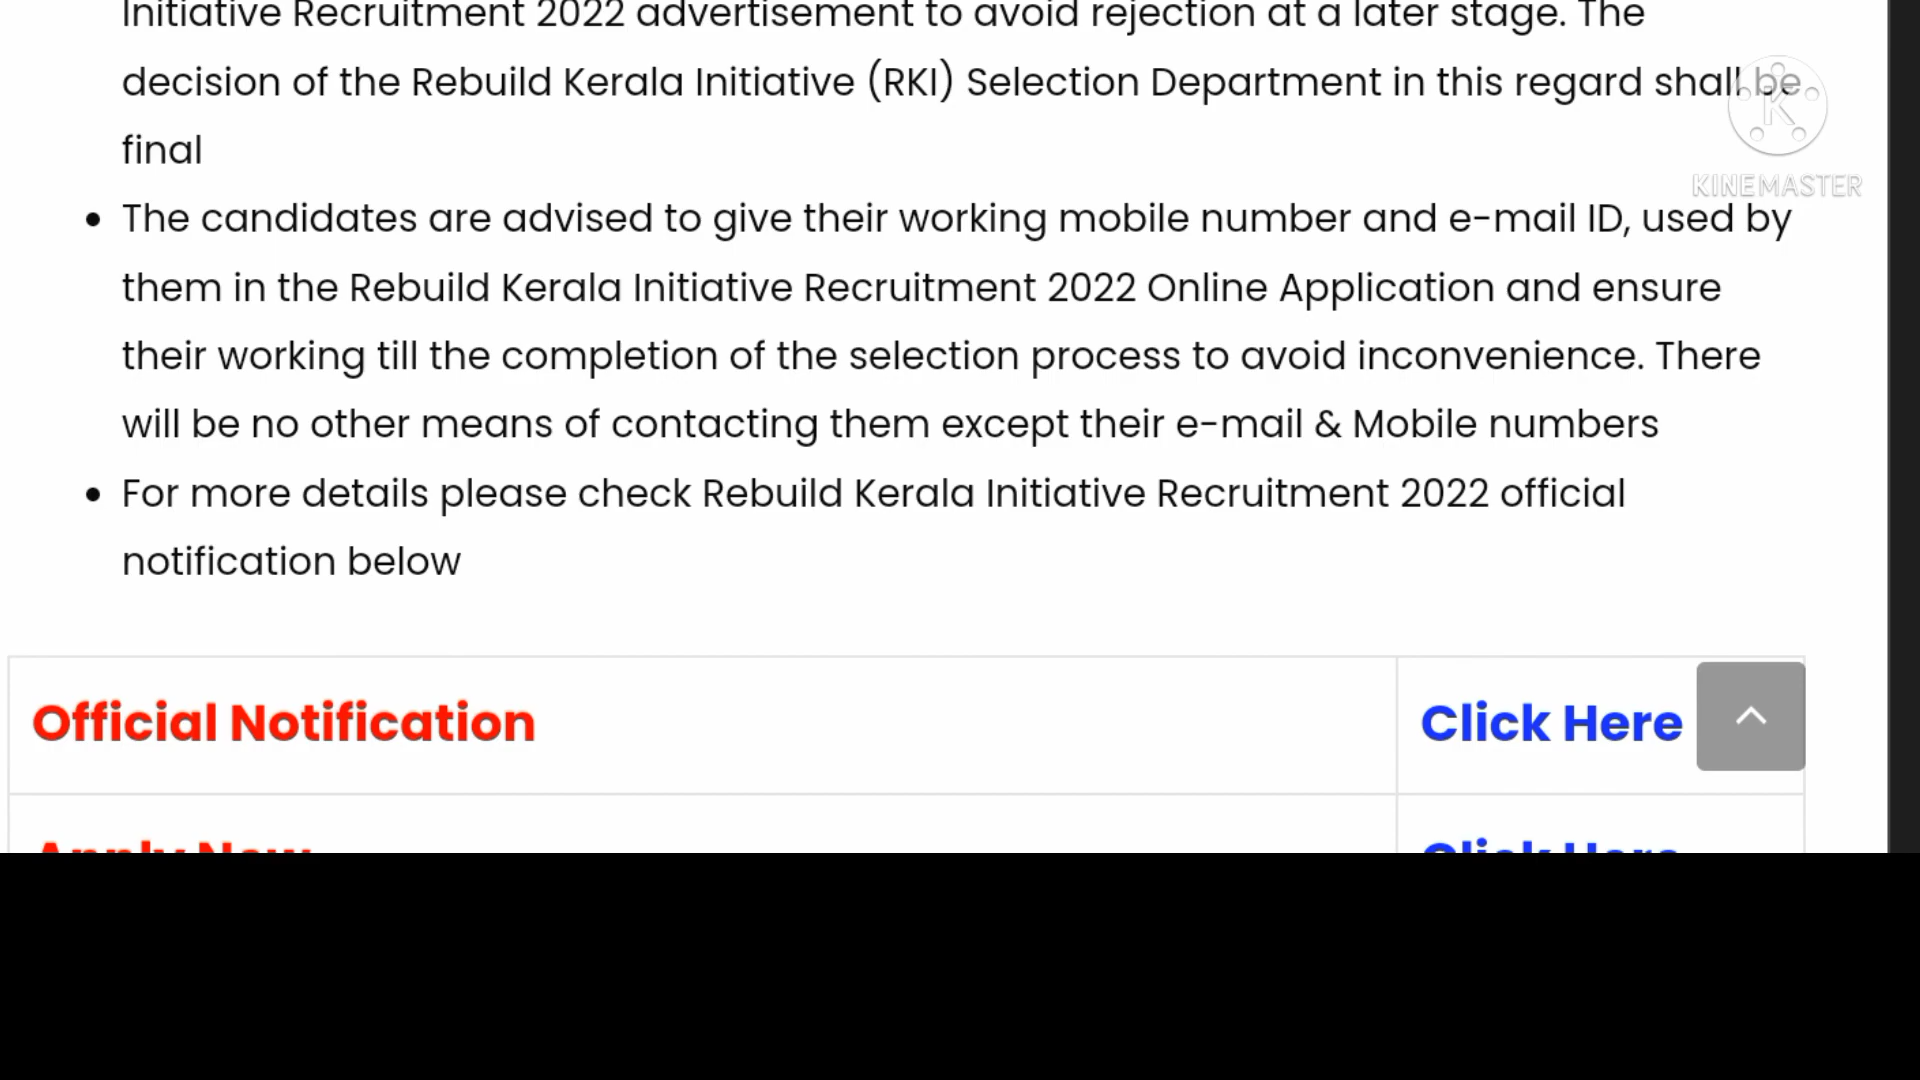 Initiative Recruitment 2022 advertisement to avoid rejection at a later stage. The
decision of the Rebuild Kerala Initiative (RKI) Selection Department in this regard shall be
final
K
KINEMASTER
• The candidates are advised to give their working mobile number and e-mail ID, used by
them in the Rebuild Kerala Initiative Recruitment 2022 Online Application and ensure
their working till the completion of the selection process to avoid inconvenience. There
will be no other means of contacting them except their e-mail & Mobile numbers
• For more details please check Rebuild Kerala Initiative Recruitment 2022 official
notification below
Official Notification Click Here
Apply Now Click Here